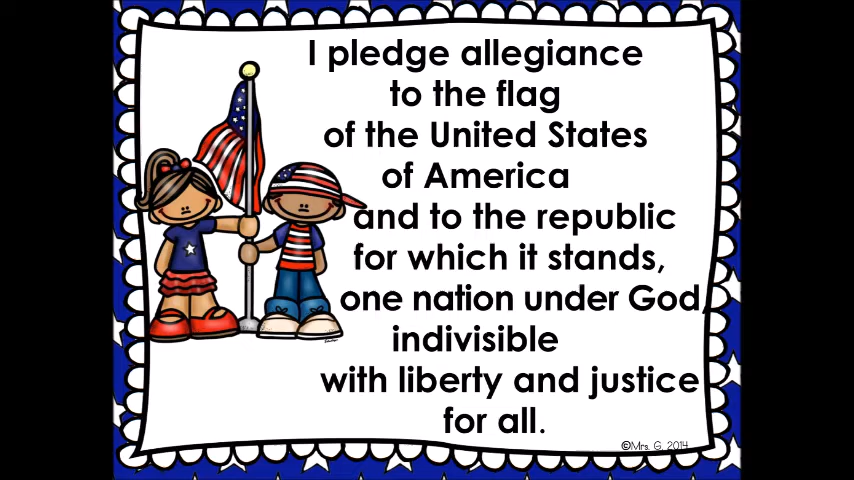 I pledge allegiance
to the flag
of the United States
of America
and to the republic
for which it stands,
one nation under God,
indivisible
with liberty and justice
for all.
©Mrs. G. 2014